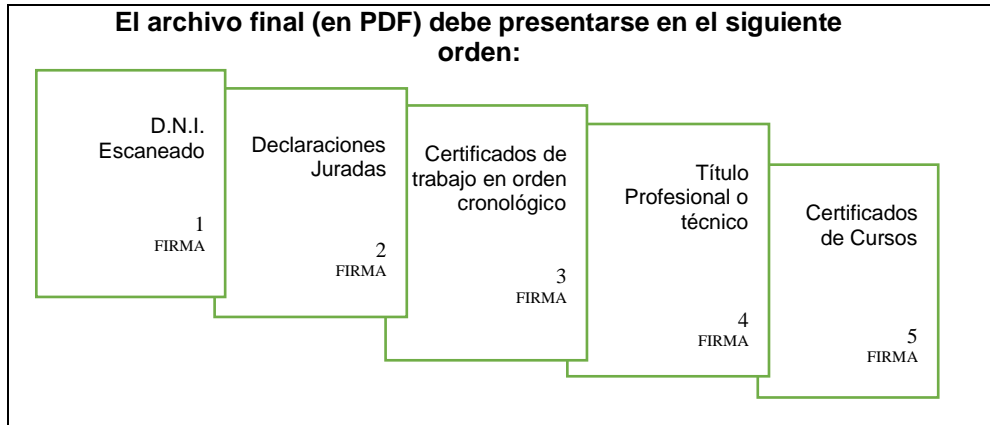 El archivo final (en PDF) debe presentarse en el siguiente
orden:
D.N.I.
Escaneado
1
FIRMA
Declaraciones
Juradas
2
FIRMA
Certificados de
trabajo en orden
cronológico
3
FIRMA
Título
Profesional o
técnico
4
FIRMA
Certificados
de Cursos
5
FIRMA